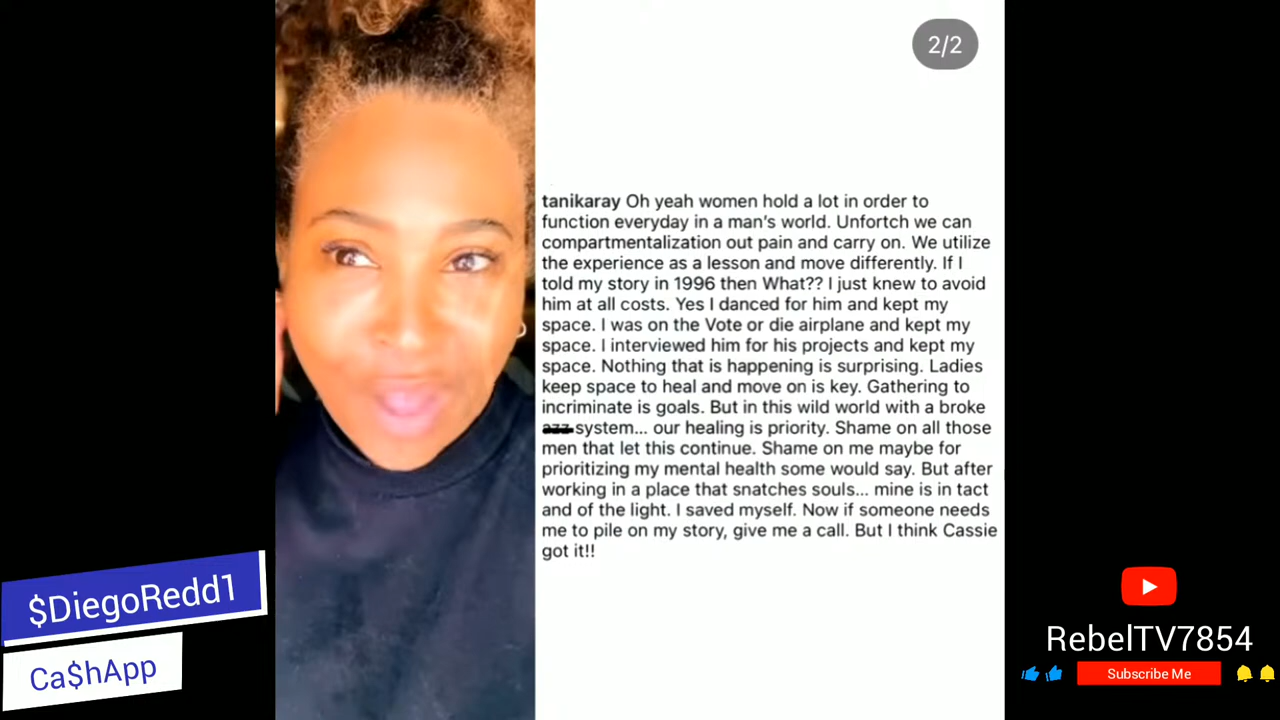 2/2
tanikaray Oh yeah women hold a lot in order to
function everyday in a man's world. Unfortch we can
compartmentalization out pain and carry on. We utilize
the experience as a lesson and move differently. If I
told my story in 1996 then What?? I just knew to avoid
him at all costs. Yes I danced for him and kept my
space. I was on the Vote or die airplane and kept my
space. I interviewed him for his projects and kept my
space. Nothing that is happening is surprising. Ladies
keep space to heal and move on is key. Gathering to
incriminate is goals. But in this wild world with a broke
azz system... our healing is priority. Shame on all those
men that let this continue. Shame on me maybe for
prioritizing my mental health some would say. But after
working in a place that snatches souls... mine is in tact
and of the light. I saved myself. Now if someone needs
me to pile on my story, give me a call. But I think Cassie
got it!!
$DiegoRedd1
Ca$hApp
RebelTV7854
Subscribe Me